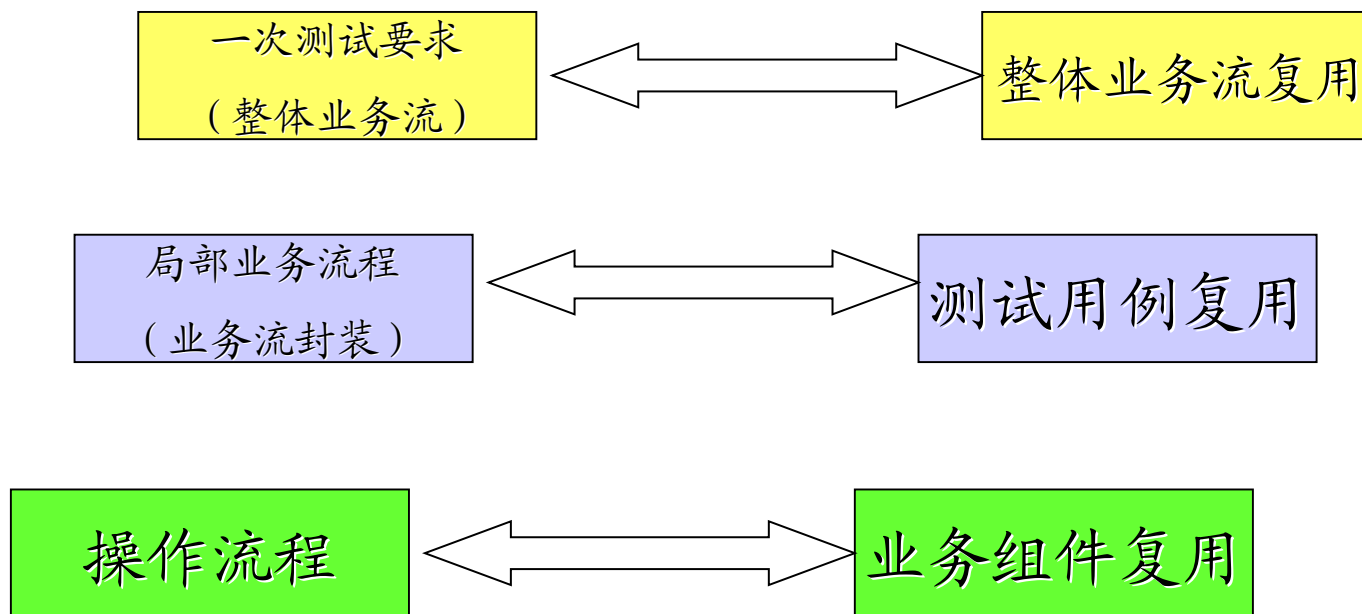 一次测试要求
（整体业务流）
整体业务流复用
局部业务流程
（业务流封装）
测试用例复用
操作流程
业务组件复用